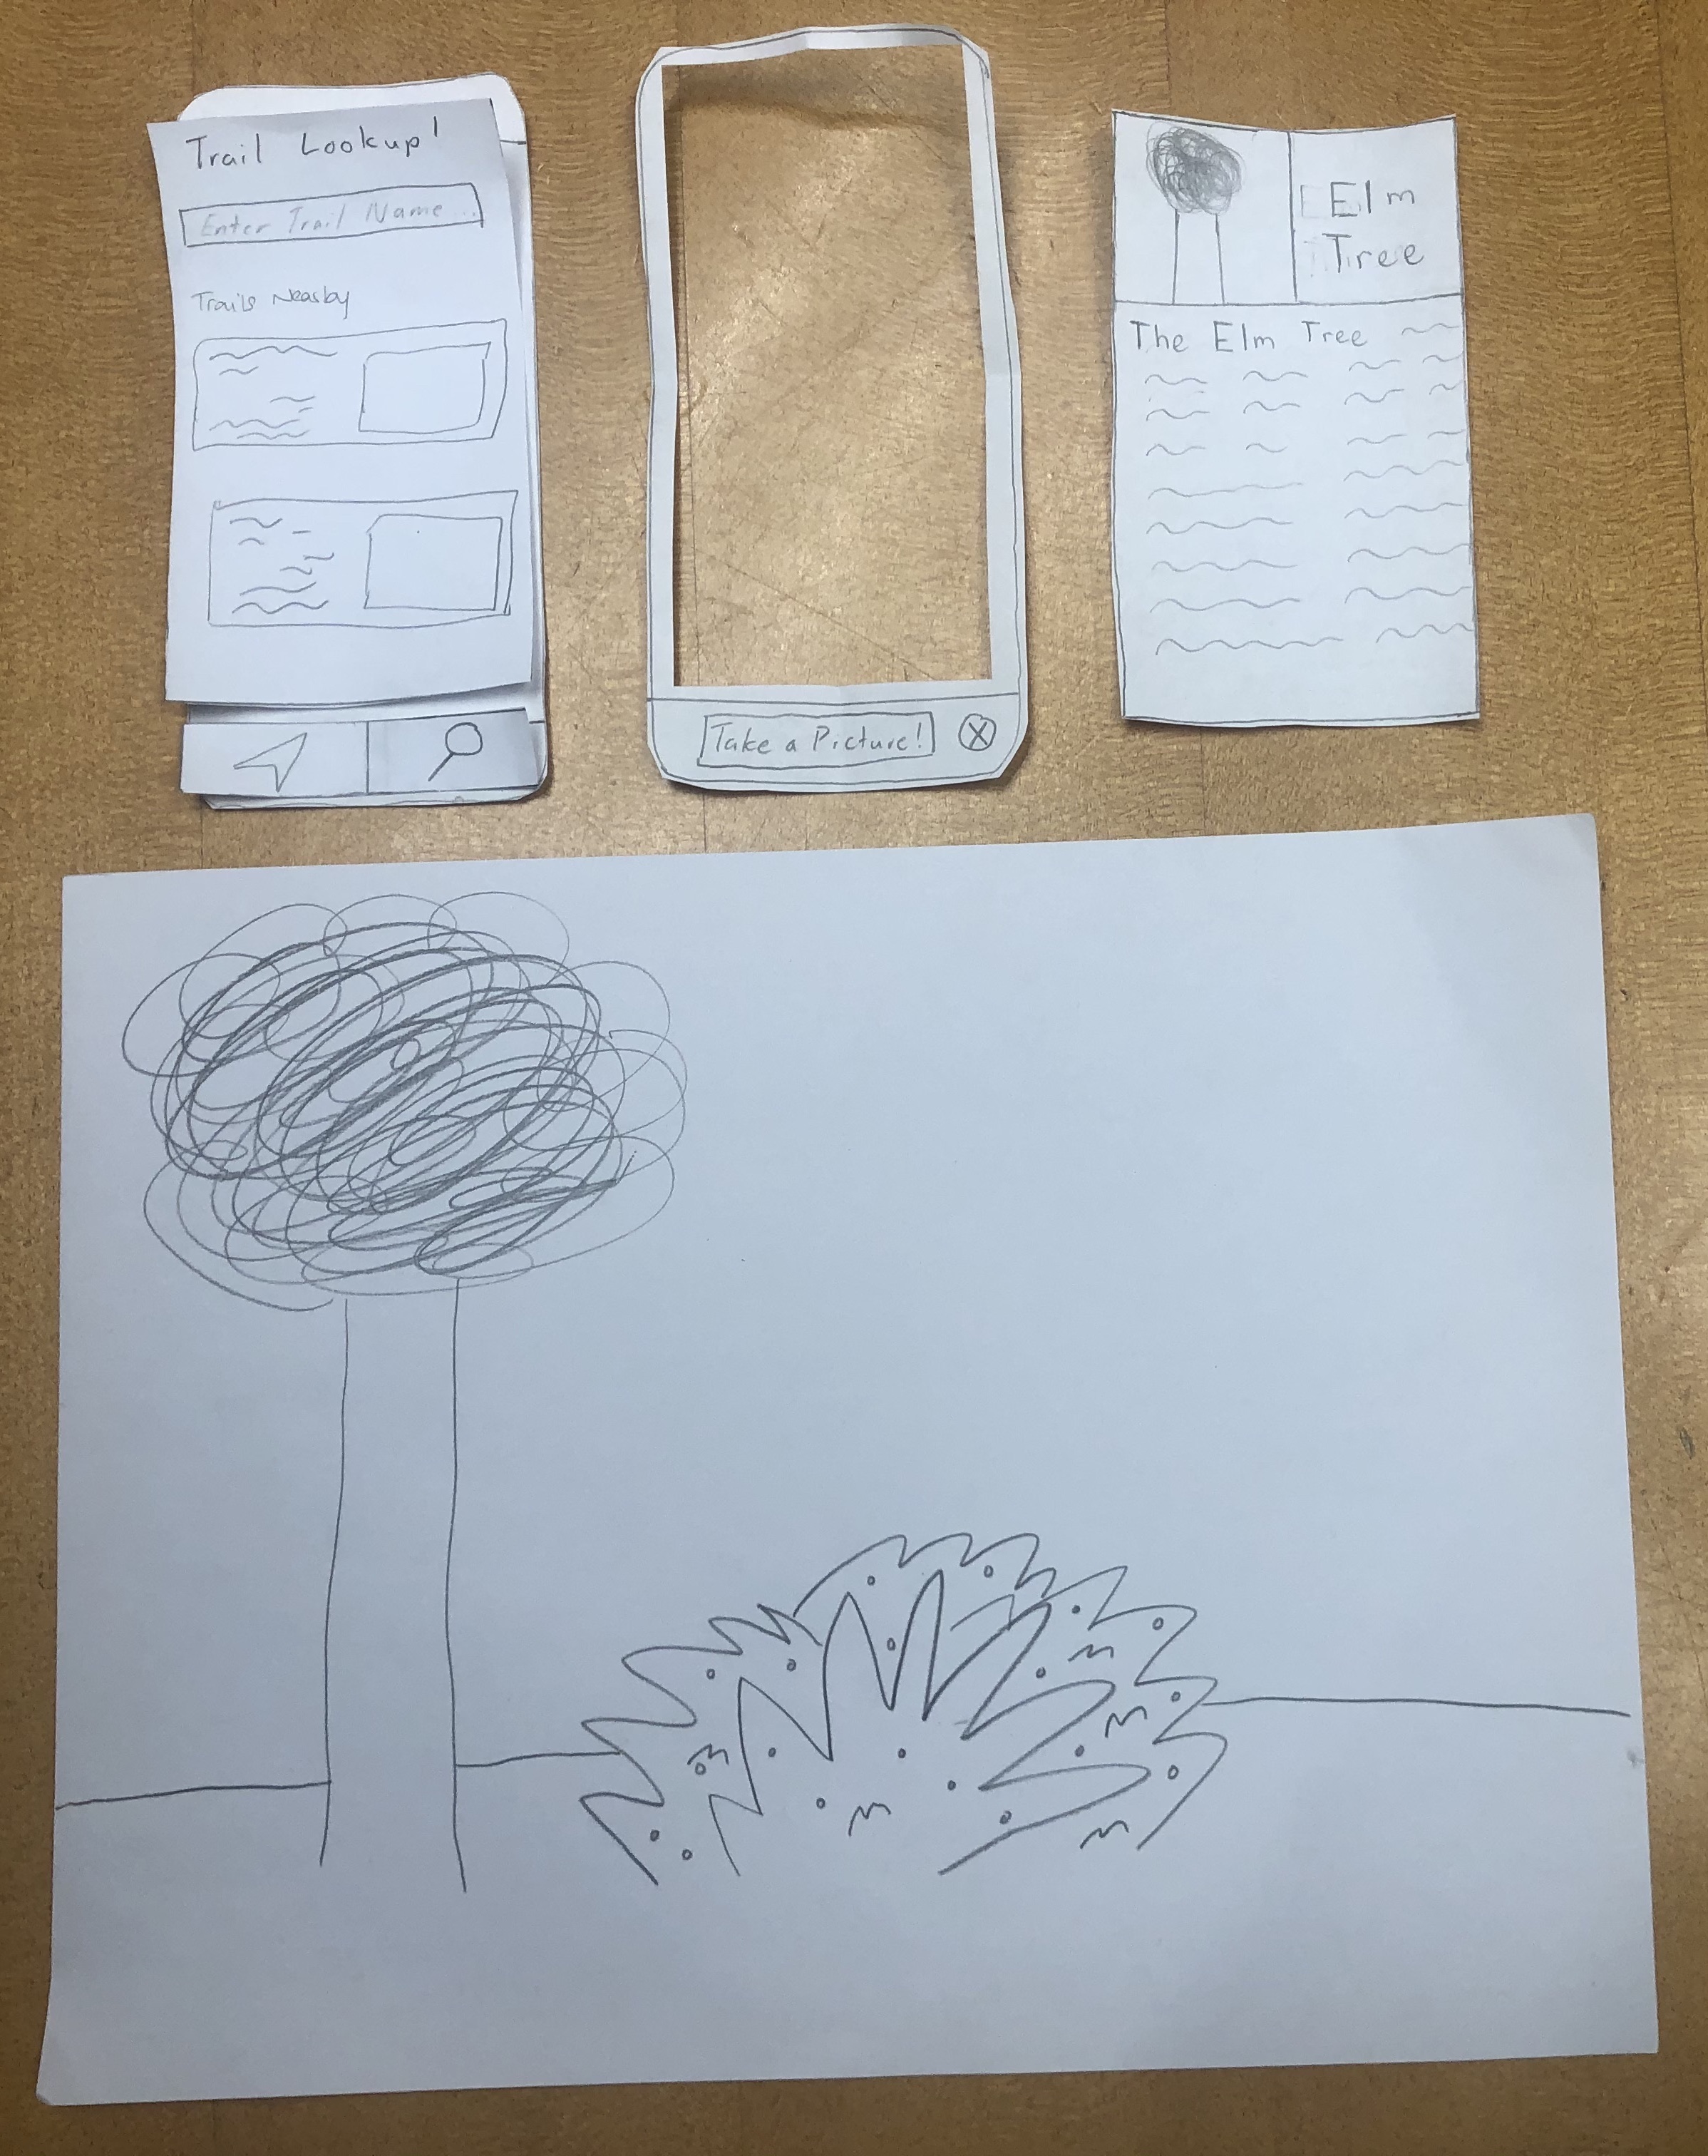 Trail Lookup!
Enter Trail Name...
Trails Nearby
Take a Picture!
X
Elm
Tree
The Elm Tree